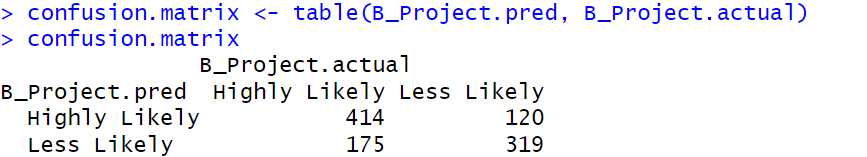 > confusion.matrix <- table(B_Project.pred, B_Project.actual)
> confusion.matrix
                B_Project.actual
B_Project.pred  Highly Likely Less Likely
  Highly Likely           414         120
  Less Likely             175         319